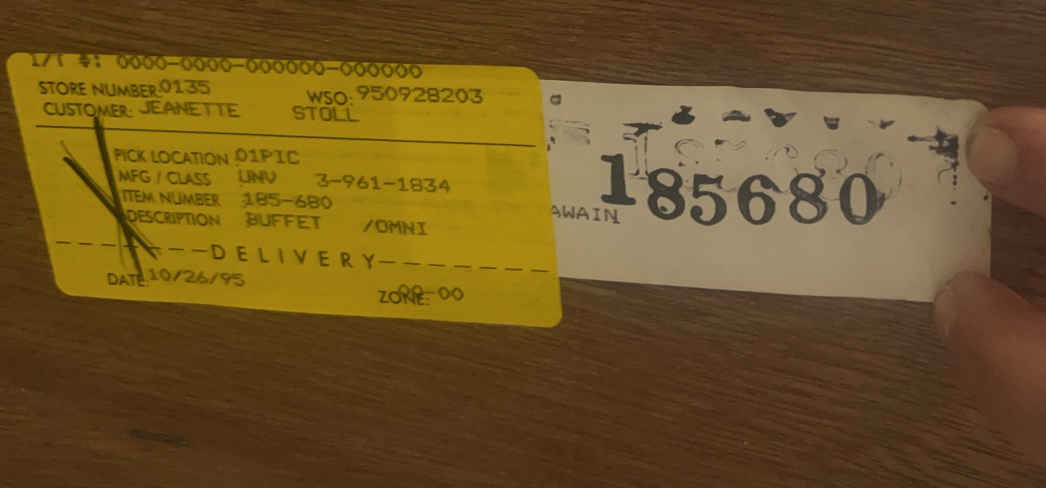 I/T #: 0000-0000-000000-000000
STORE NUMBER: 0135 WSO: 950928203
CUSTOMER: JEANETTE STOLL
PICK LOCATION 01PIC
MFG / CLASS UNV 3-961-1834
ITEM NUMBER 185-680
DESCRIPTION BUFFET /OMNI
DELIVERY
DATE: 10/26/95 ZONE: 00
185680
AWAIN